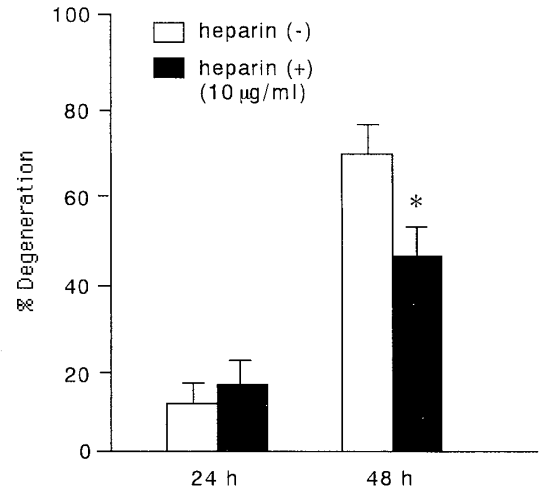 100
80
60
40
20
0
% Degeneration
heparin (-)
heparin (+)
(10 μg/ml)
*
24 h
48 h